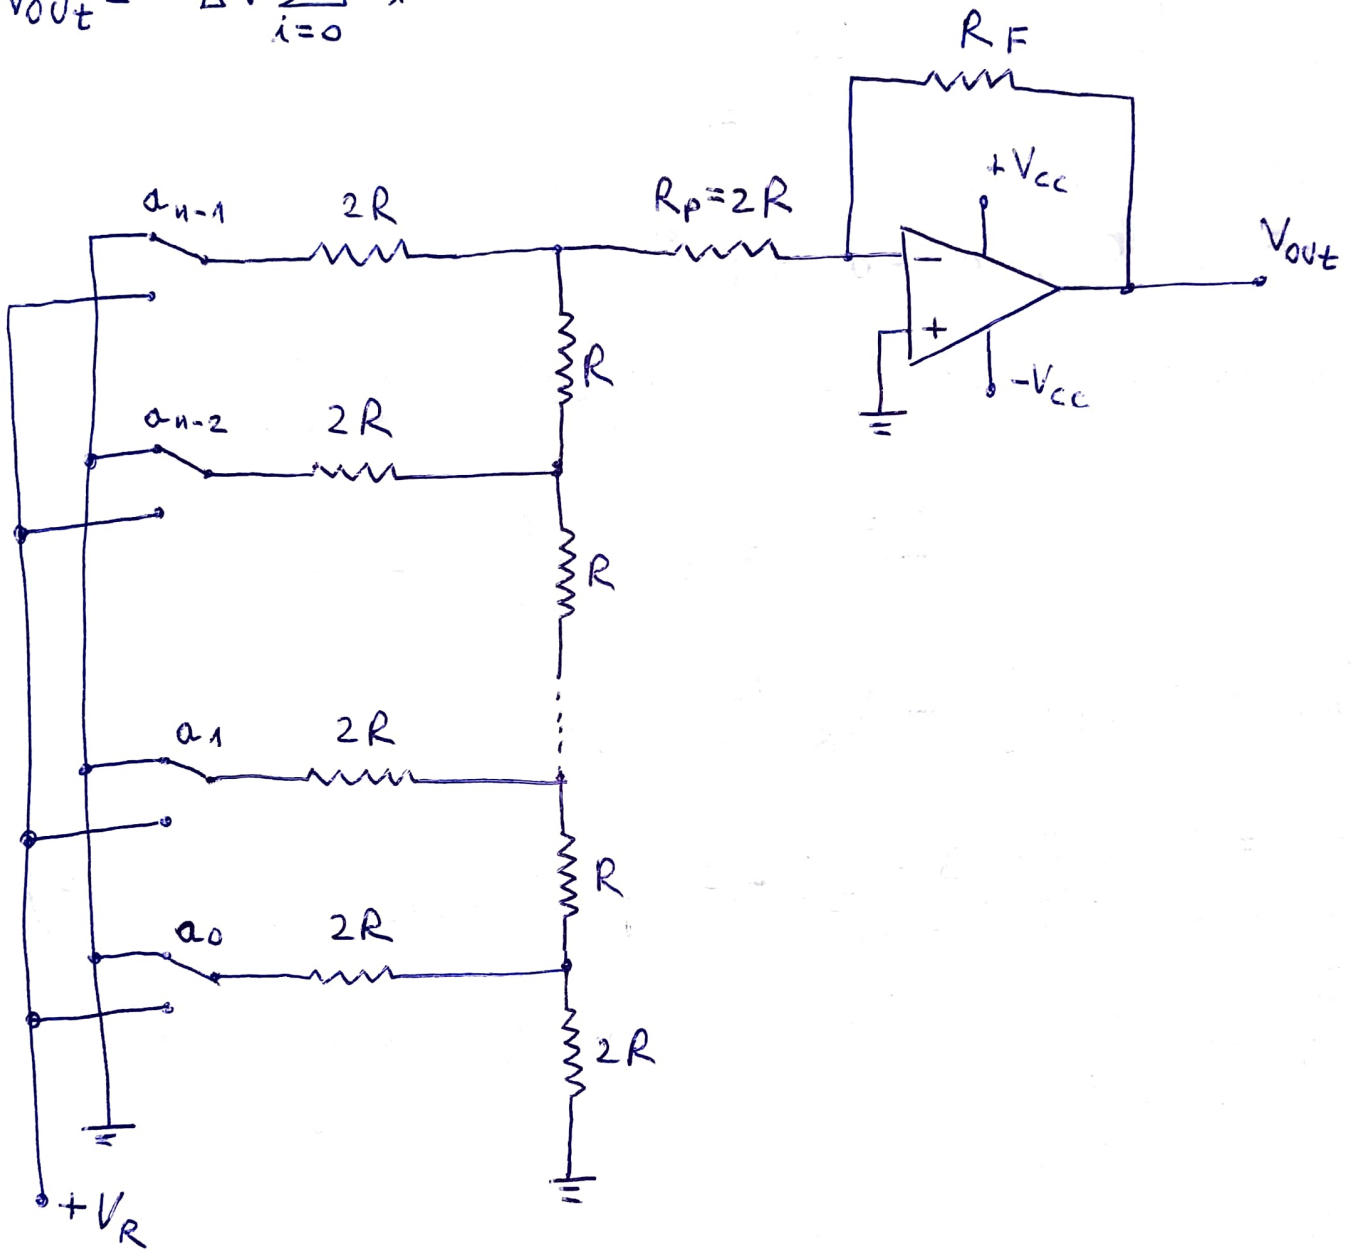 Vout = Δ · Σ
i=0
RF
+Vcc
an-1
2R
Rp=2R
Vout
−
+
-Vcc
R
an-2
2R
R
a1
2R
R
a0
2R
2R
+VR